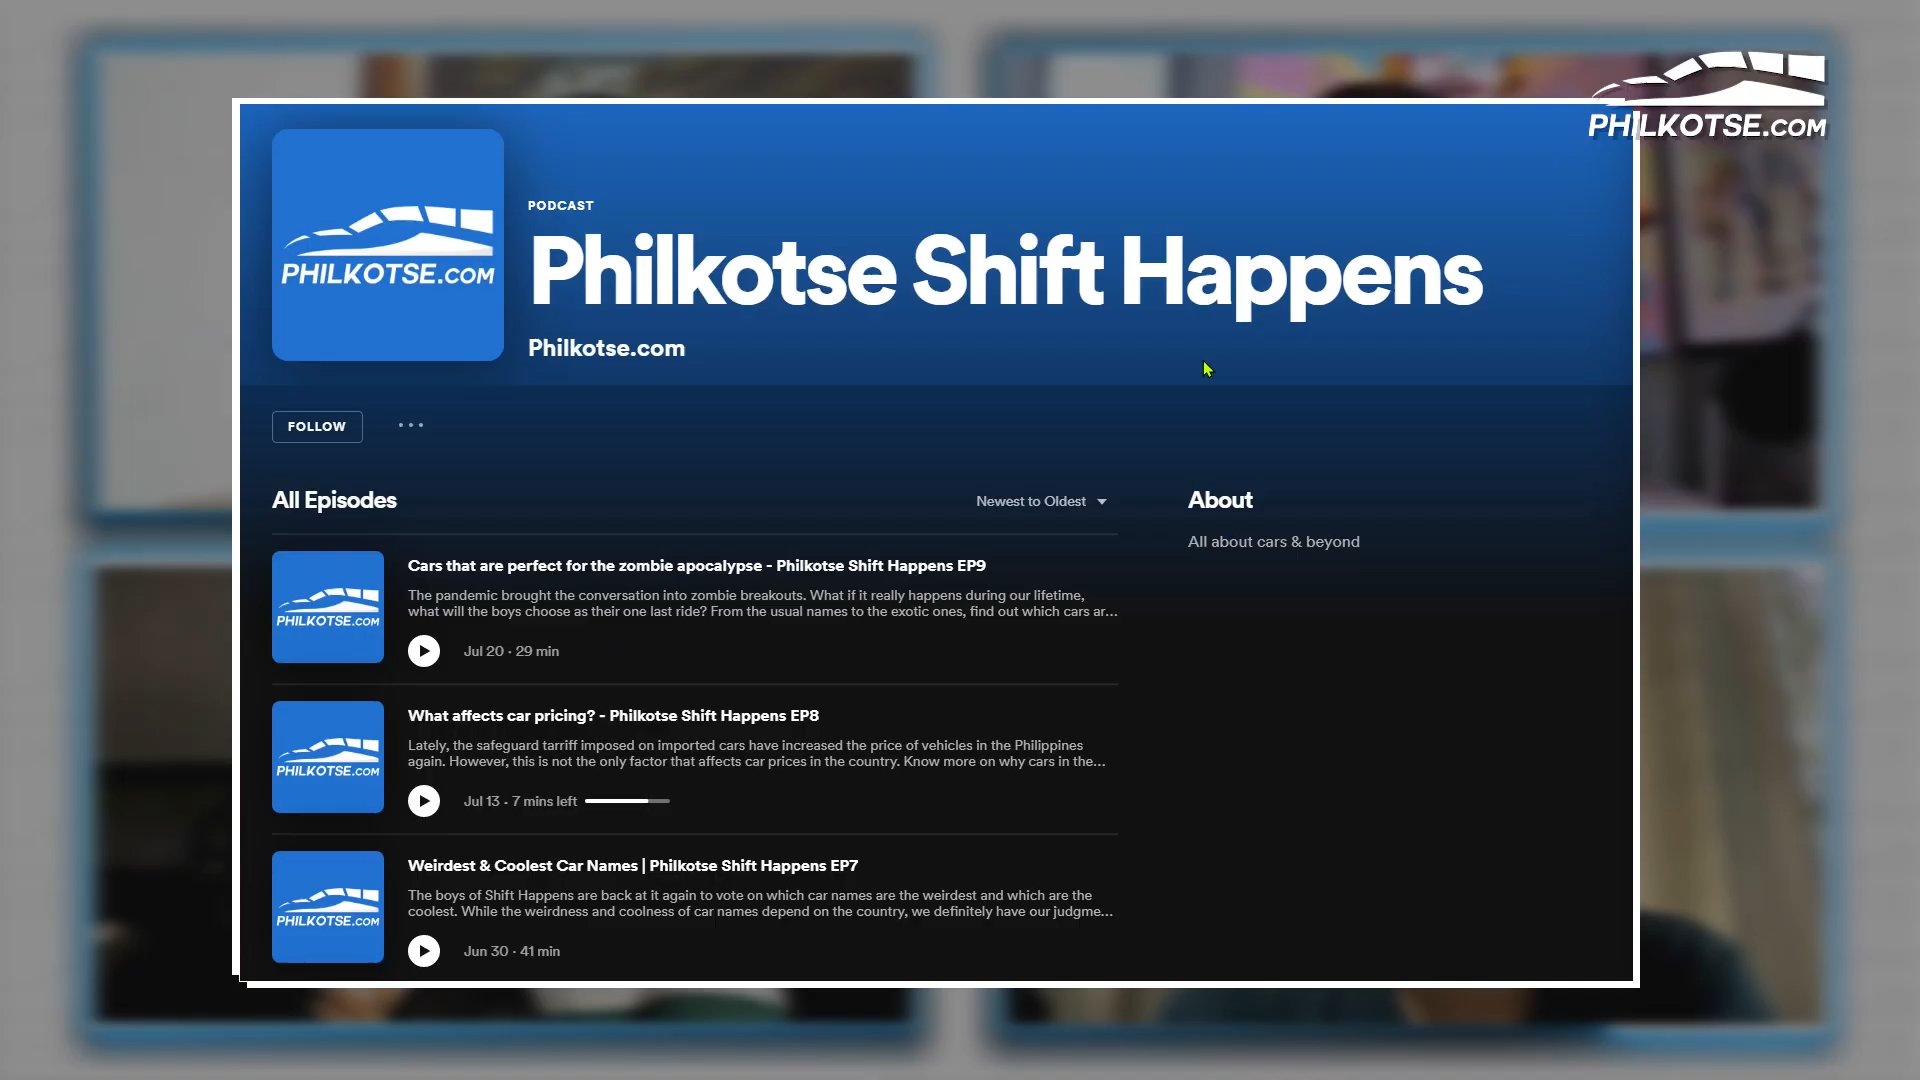 PHILKOTSE.COM
PHILKOTSE.COM
PODCAST
Philkotse Shift Happens
Philkotse.com
FOLLOW
All Episodes
Newest to Oldest
About
All about cars & beyond
PHILKOTSE.COM
Cars that are perfect for the zombie apocalypse - Philkotse Shift Happens EP9
The pandemic brought the conversation into zombie breakouts. What if it really happens during our lifetime,
what will the boys choose as their one last ride? From the usual names to the exotic ones, find out which cars ar...
Jul 20 · 29 min
PHILKOTSE.COM
What affects car pricing? - Philkotse Shift Happens EP8
Lately, the safeguard tarriff imposed on imported cars have increased the price of vehicles in the Philippines
again. However, this is not the only factor that affects car prices in the country. Know more on why cars in the...
Jul 13 · 7 mins left
PHILKOTSE.COM
Weirdest & Coolest Car Names | Philkotse Shift Happens EP7
The boys of Shift Happens are back at it again to vote on which car names are the weirdest and which are the
coolest. While the weirdness and coolness of car names depend on the country, we definitely have our judgme...
Jun 30 · 41 min